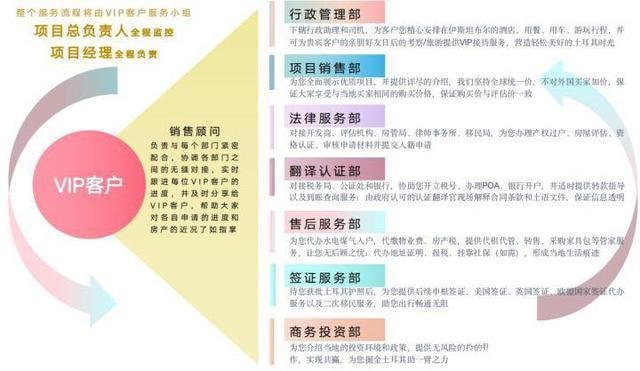 整个服务流程将由VIP客户服务小组
项目总负责人全程监控
项目经理全程负责
VIP客户
销售顾问
负责与每个部门紧密
配合，协调各部门之
间的无缝对接，实时
跟进每位VIP客户的
进度，并及时分享给
VIP客户，帮助大家
对各自申请的进度和
房产的近况了如指掌
行政管理部
下辖行政助理和司机，为客户您精心安排在伊斯坦布尔的酒店，用餐、用车、游玩行程，并
可为贵宾客户的亲朋好友日后的考察/旅游提供VIP接待服务，营造轻松美好的土耳其时光
项目销售部
为您全面展示优质项目，并提供详尽的介绍，我们坚持全球统一价，不对外国买家加价，保
证大家享受与当地买家相同的购买价格，保证购买价与评估价一致
法律服务部
对接开发商、评估机构、房管局、律师事务所、移民局，为您办理产权过户、房屋评估、资
格认证、审核申请材料并提交入籍申请
翻译认证部
对接税务局、公证处和银行，协助您开立税号，办理POA、银行开户，并适时提供转款指导
以及到账查询服务；由政府认可的认证翻译官现场解释合同条款和土语文件，保证信息透明
售后服务部
为您代办水电煤气入户，代缴物业费、房产税，提供代租代管、转售，采购家具包等管家服
务，让您无后顾之忧；代办地址证明、报税、挂靠社保（如需），形成当地生活痕迹
签证服务部
待您获批土耳其护照后，为您提供后续申根签证、美国签证、英国签证、欧盟国家签证代办
服务以及二次移民服务，助您出行畅通无阻
商务投资部
为您介绍当地的投资环境和政策，提供无风险的
作，实现共赢，为您掘金土耳其助一臂之力